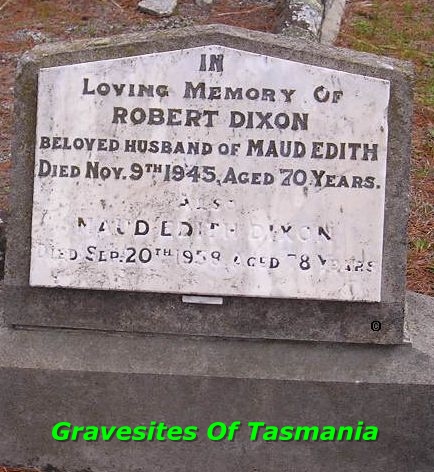 IN
LOVING MEMORY OF
ROBERT DIXON
BELOVED HUSBAND OF MAUD EDITH
DIED NOV. 9TH 1945, AGED 70 YEARS.
ALSO
MAUD EDITH DIXON
DIED SEP. 20TH 1958, AGED 78 YEARS
©
Gravesites Of Tasmania